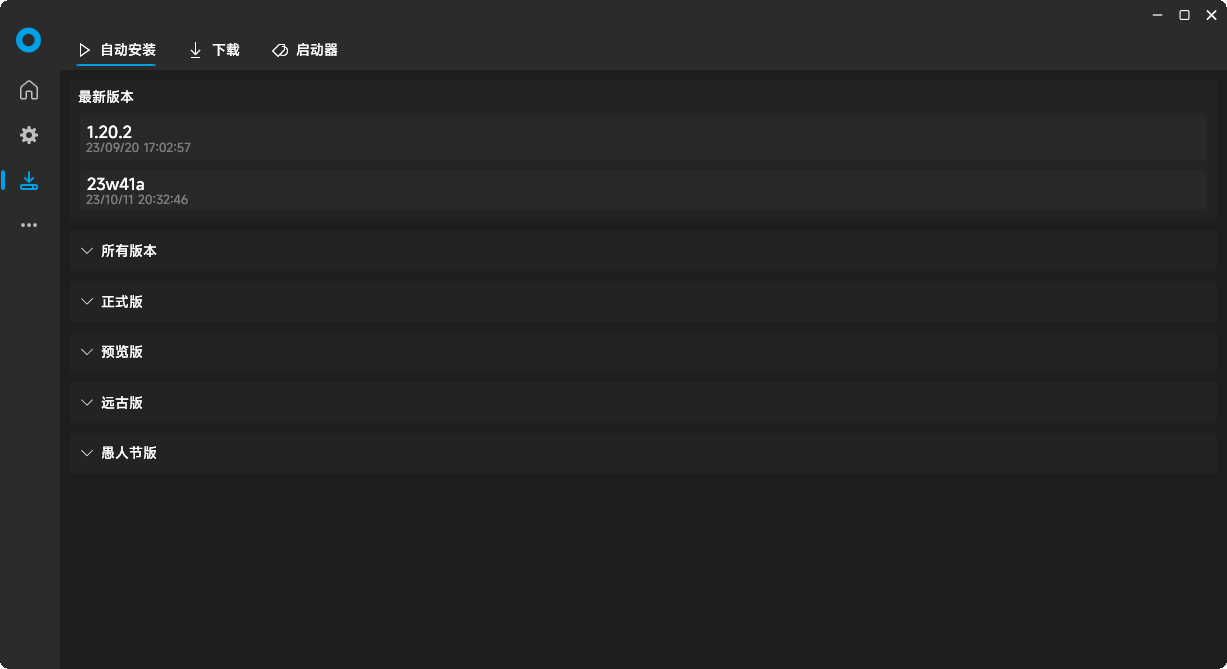 自动安装 下载 启动器
最新版本
1.20.2
23/09/20 17:02:57
23w41a
23/10/11 20:32:46
所有版本
正式版
预览版
远古版
愚人节版